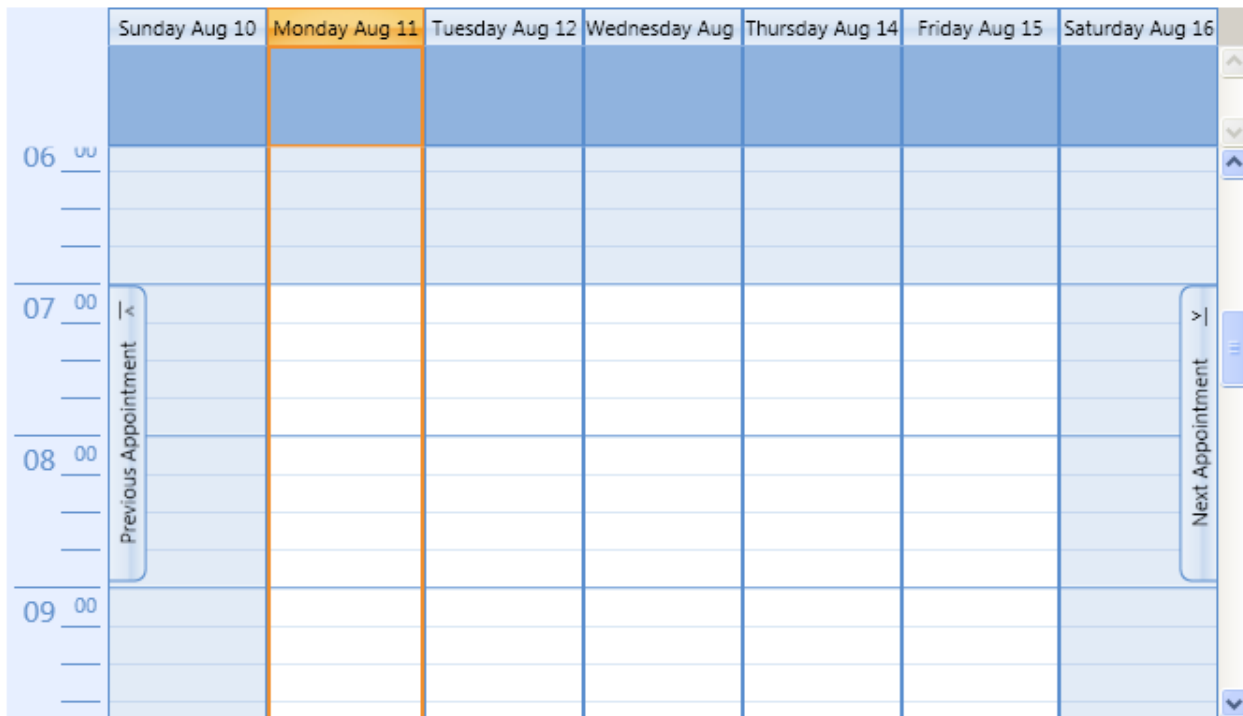 Sunday Aug 10
Monday Aug 11
Tuesday Aug 12
Wednesday Aug
Thursday Aug 14
Friday Aug 15
Saturday Aug 16
06 00
07 00
08 00
09 00
Previous Appointment
Next Appointment